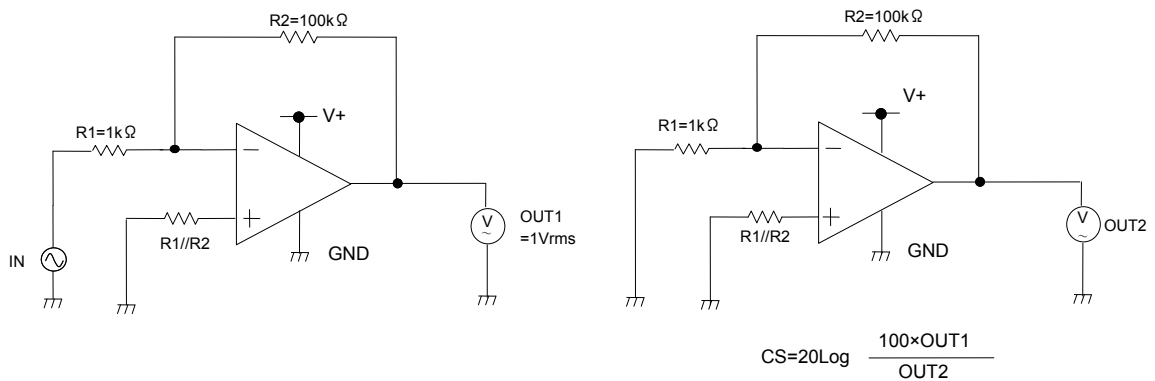 R2=100kΩ
V+
R1=1kΩ
−
+
R1//R2
GND
IN
V
~
OUT1
=1Vrms
R2=100kΩ
V+
R1=1kΩ
−
+
R1//R2
GND
V
~
OUT2
CS=20Log 100×OUT1
OUT2